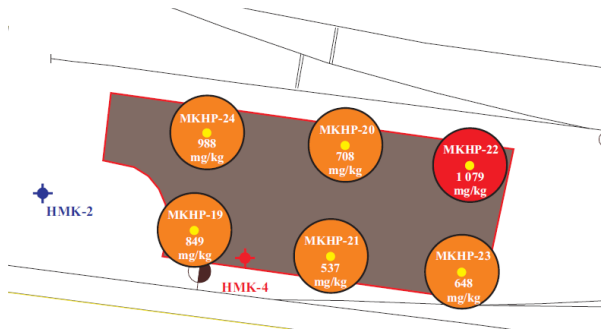 MKHP-24
988
mg/kg
MKHP-20
708
mg/kg
MKHP-22
1 079
mg/kg
HMK-2
MKHP-19
849
mg/kg
MKHP-21
537
mg/kg
MKHP-23
648
mg/kg
HMK-4